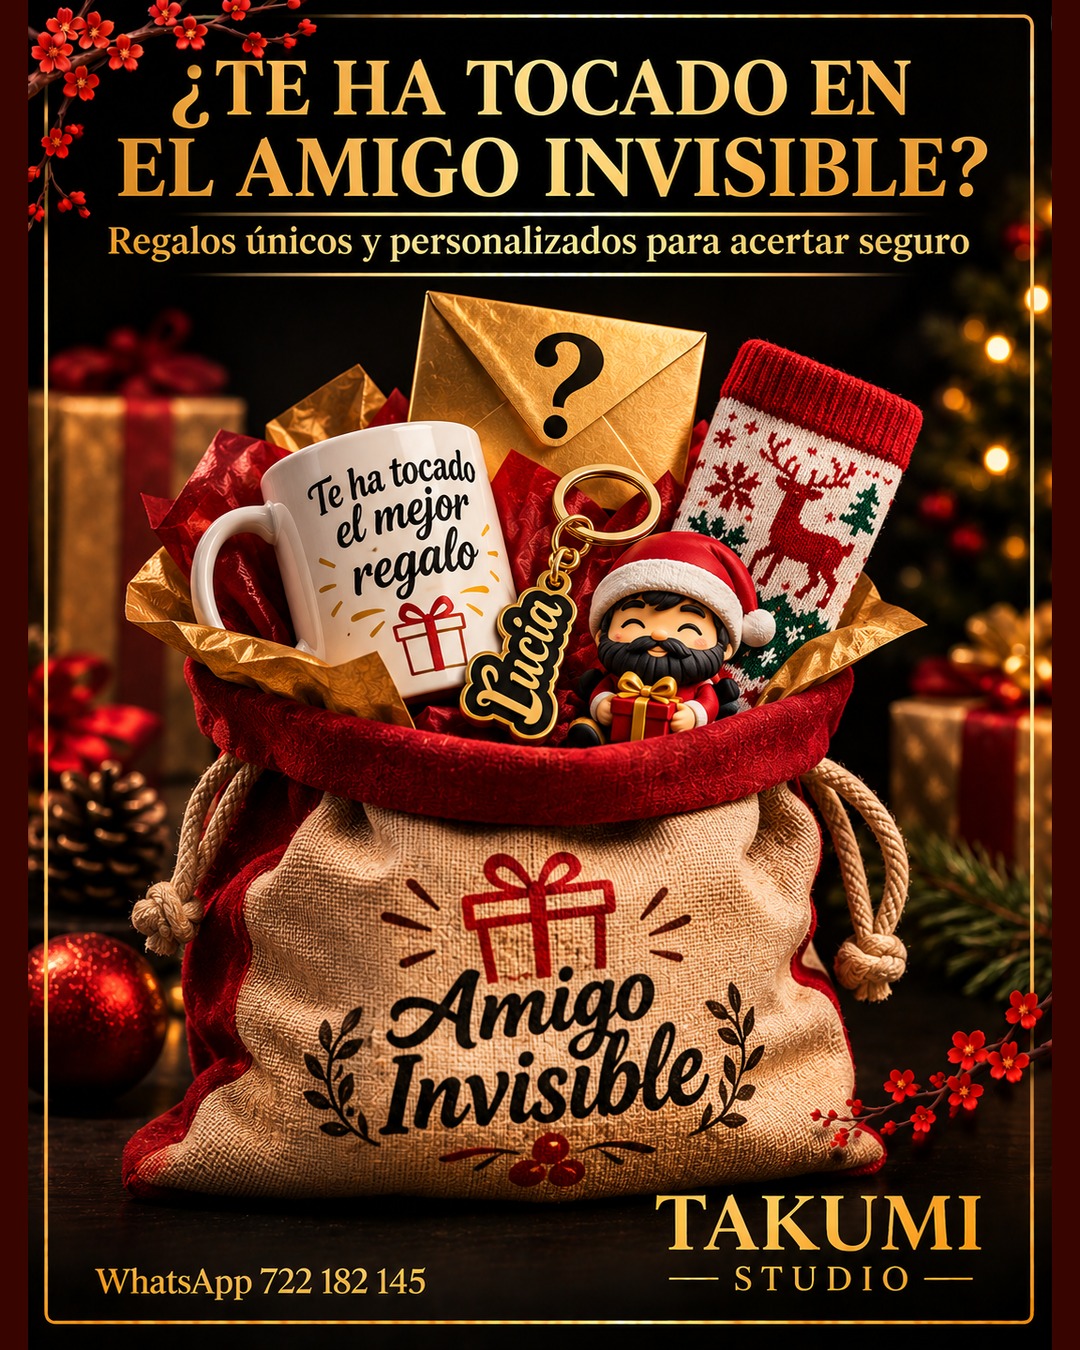 ¿TE HA TOCADO EN
EL AMIGO INVISIBLE?
Regalos únicos y personalizados para acertar seguro
?
Te ha tocado
el mejor
regalo
Lucia
Amigo
Invisible
TAKUMI
STUDIO
WhatsApp 722 182 145